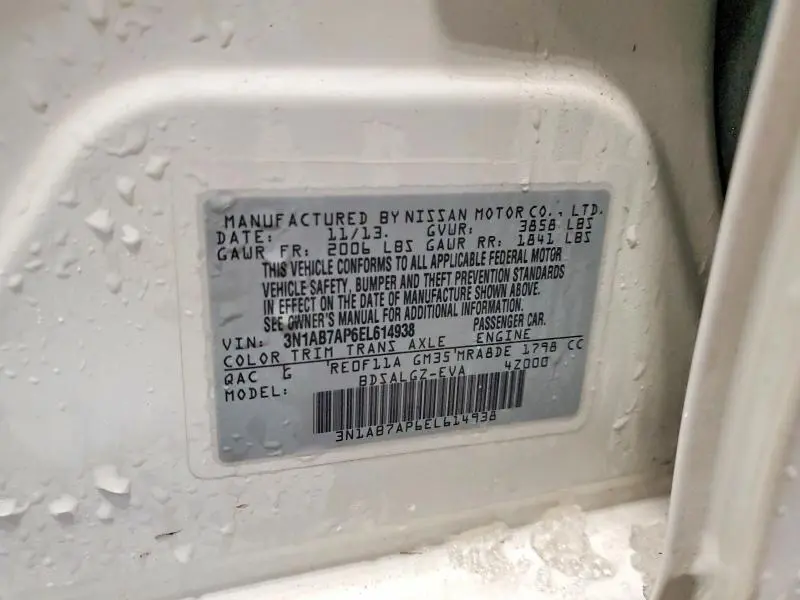 MANUFACTURED BY NISSAN MOTOR CO., LTD.
DATE: 11/13. GVWR: 3858 LBS
GAWR FR: 2006 LBS GAWR RR: 1841 LBS
THIS VEHICLE CONFORMS TO ALL APPLICABLE FEDERAL MOTOR
VEHICLE SAFETY, BUMPER AND THEFT PREVENTION STANDARDS
IN EFFECT ON THE DATE OF MANUFACTURE SHOWN ABOVE.
SEE OWNER'S MANUAL FOR ADDITIONAL INFORMATION.
VIN: 3N1AB7AP6EL614938 PASSENGER CAR.
COLOR TRIM TRANS AXLE ENGINE
QAC G RE0F11A GM35 MRA8DE 1798 CC
MODEL: BDSALGZ-EVA 42000
3N1AB7AP6EL614938